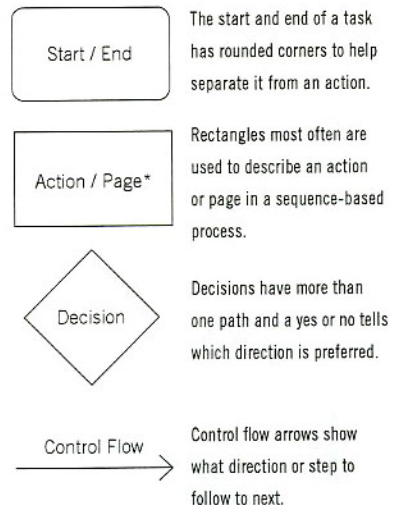 Start / End
The start and end of a task
has rounded corners to help
separate it from an action.
Action / Page*
Rectangles most often are
used to describe an action
or page in a sequence-based
process.
Decision
Decisions have more than
one path and a yes or no tells
which direction is preferred.
Control Flow
Control flow arrows show
what direction or step to
follow to next.